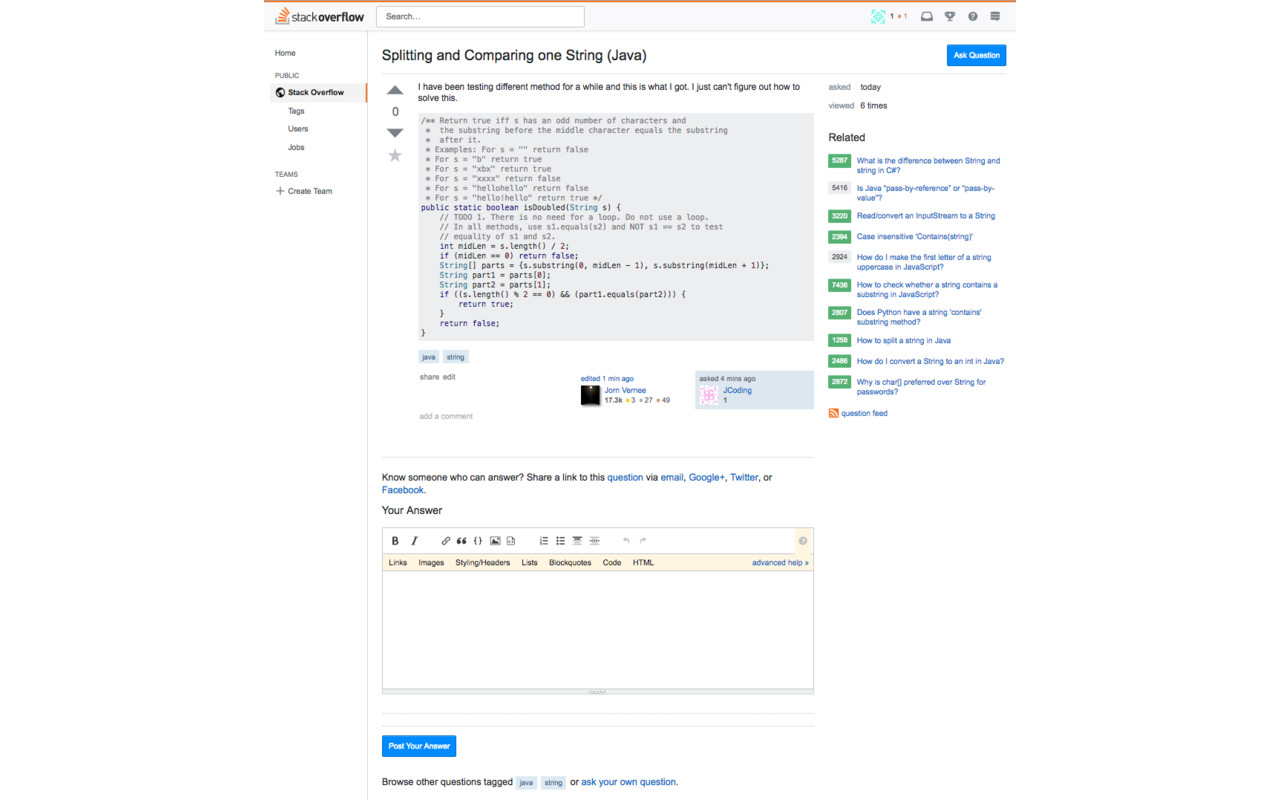 stackoverflow
Search...
1 1
Home
PUBLIC
Stack Overflow
Tags
Users
Jobs
TEAMS
Create Team
Splitting and Comparing one String (Java)
Ask Question
0
I have been testing different method for a while and this is what I got. I just can't figure out how to
solve this.
/** Return true iff s has an odd number of characters and
 *  the substring before the middle character equals the substring
 *  after it.
 * Examples: For s = "" return false
 * For s = "b" return true
 * For s = "xbx" return true
 * For s = "xxxx" return false
 * For s = "hellohello" return false
 * For s = "hello!hello" return true */
public static boolean isDoubled(String s) {
    // TODO 1. There is no need for a loop. Do not use a loop.
    // In all methods, use s1.equals(s2) and NOT s1 == s2 to test
    // equality of s1 and s2.
    int midLen = s.length() / 2;
    if (midLen == 0) return false;
    String[] parts = {s.substring(0, midLen - 1), s.substring(midLen + 1)};
    String part1 = parts[0];
    String part2 = parts[1];
    if ((s.length() % 2 == 0) && (part1.equals(part2))) {
        return true;
    }
    return false;
}
java string
share edit
edited 1 min ago
Jorn Vernee
17.3k 3 27 49
asked 4 mins ago
JCoding
1
add a comment
asked today
viewed 6 times
Related
5287 What is the difference between String and
string in C#?
5416 Is Java “pass-by-reference” or “pass-by-
value”?
3220 Read/convert an InputStream to a String
2394 Case insensitive 'Contains(string)'
2924 How do I make the first letter of a string
uppercase in JavaScript?
7436 How to check whether a string contains a
substring in JavaScript?
2807 Does Python have a string 'contains'
substring method?
1258 How to split a string in Java
2486 How do I convert a String to an int in Java?
2872 Why is char[] preferred over String for
passwords?
question feed
Know someone who can answer? Share a link to this question via email, Google+, Twitter, or
Facebook.
Your Answer
B I
Links Images Styling/Headers Lists Blockquotes Code HTML advanced help »
Post Your Answer
Browse other questions tagged java string or ask your own question.